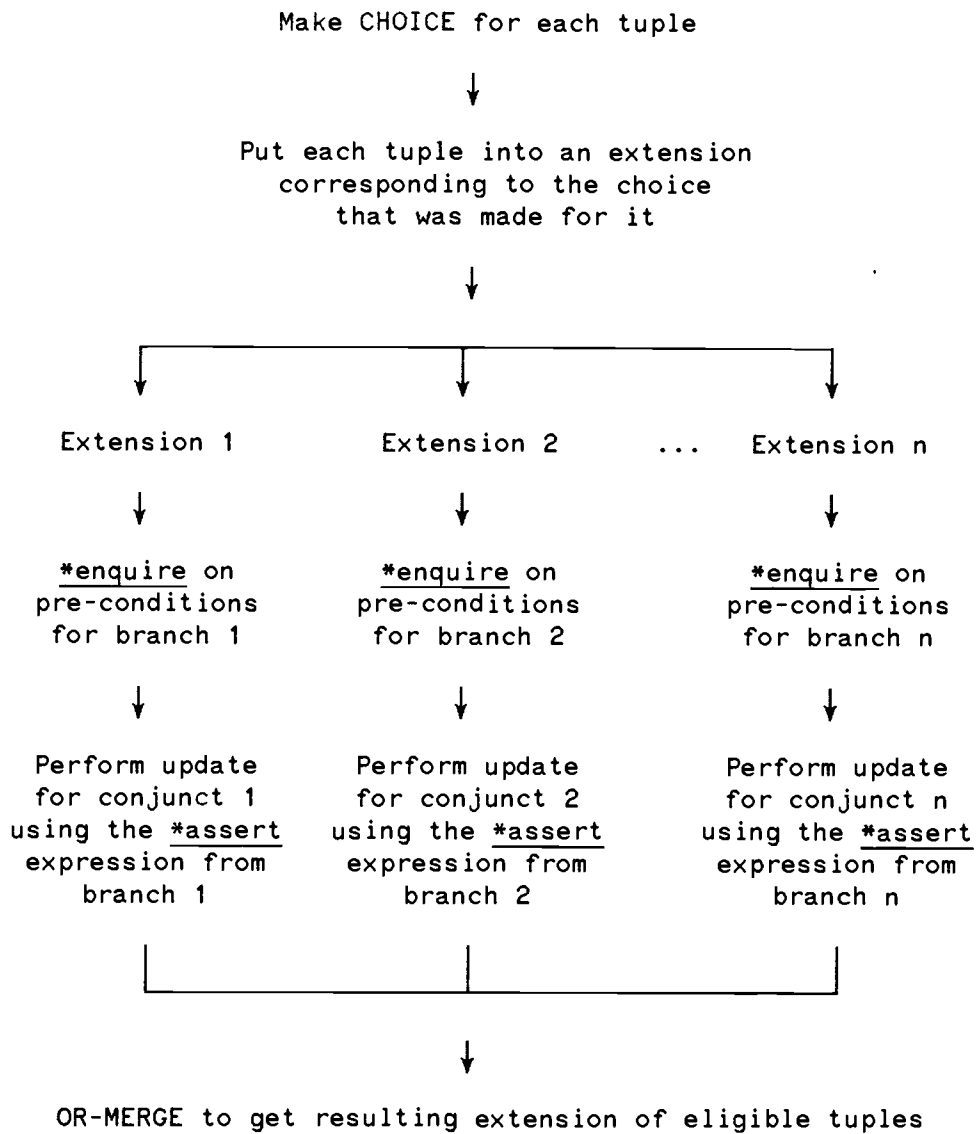 Make CHOICE for each tuple
Put each tuple into an extension
corresponding to the choice
that was made for it
Extension 1 Extension 2 ... Extension n
*enquire on *enquire on *enquire on
pre-conditions pre-conditions pre-conditions
for branch 1 for branch 2 for branch n
Perform update Perform update Perform update
for conjunct 1 for conjunct 2 for conjunct n
using the *assert using the *assert using the *assert
expression from expression from expression from
branch 1 branch 2 branch n
OR-MERGE to get resulting extension of eligible tuples